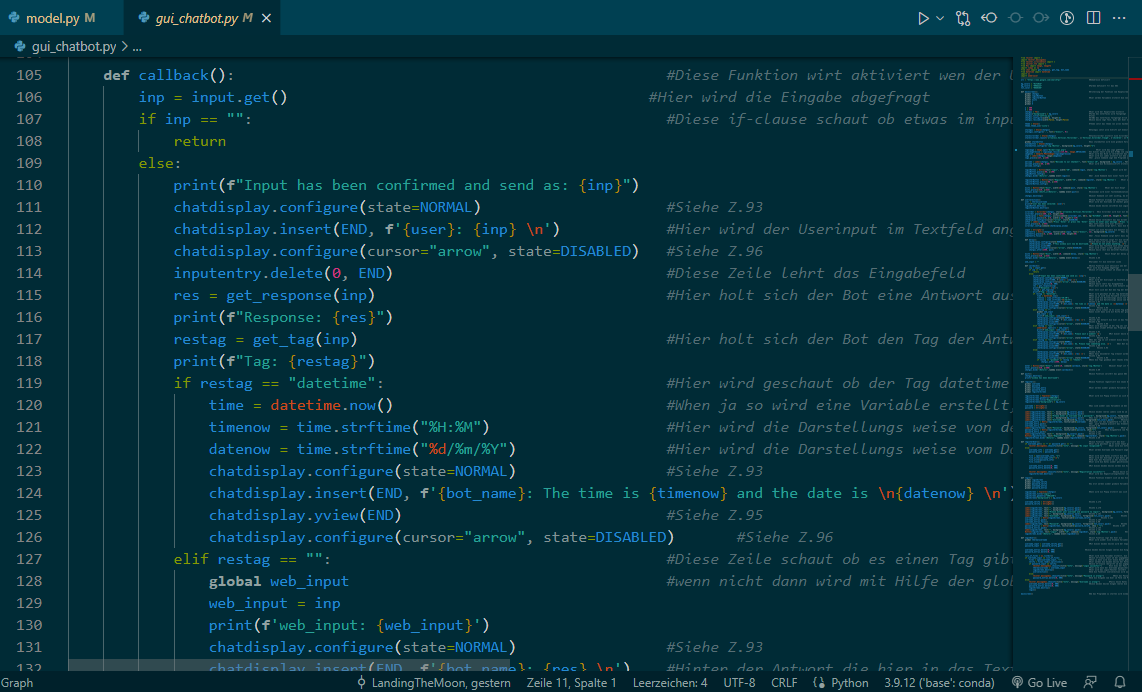 model.py M
gui_chatbot.py M
gui_chatbot.py > ...
105 def callback(): #Diese Funktion wirt aktiviert wen der
106 inp = input.get() #Hier wird die Eingabe abgefragt
107 if inp == "": #Diese if-clause schaut ob etwas im inpu
108 return
109 else:
110 print(f"Input has been confirmed and send as: {inp}")
111 chatdisplay.configure(state=NORMAL) #Siehe Z.93
112 chatdisplay.insert(END, f'{user}: {inp} \n') #Hier wird der Userinput im Textfeld ang
113 chatdisplay.configure(cursor="arrow", state=DISABLED) #Siehe Z.96
114 inputentry.delete(0, END) #Diese Zeile lehrt das Eingabefeld
115 res = get_response(inp) #Hier holt sich der Bot eine Antwort aus
116 print(f"Response: {res}")
117 restag = get_tag(inp) #Hier holt sich der Bot den Tag der Antw
118 print(f"Tag: {restag}")
119 if restag == "datetime": #Hier wird geschaut ob der Tag datetime
120 time = datetime.now() #When ja so wird eine Variable erstellt,
121 timenow = time.strftime("%H:%M") #Hier wird die Darstellungs weise von de
122 datenow = time.strftime("%d/%m/%Y") #Hier wird die Darstellungs weise vom Da
123 chatdisplay.configure(state=NORMAL) #Siehe Z.93
124 chatdisplay.insert(END, f'{bot_name}: The time is {timenow} and the date is \n{datenow} \n')
125 chatdisplay.yview(END) #Siehe Z.95
126 chatdisplay.configure(cursor="arrow", state=DISABLED) #Siehe Z.96
127 elif restag == "": #Diese Zeile schaut ob es einen Tag gibt
128 global web_input #wenn nicht dann wird mit Hilfe der glob
129 web_input = inp
130 print(f'web_input: {web_input}')
131 chatdisplay.configure(state=NORMAL) #Siehe Z.93
132 chatdisplay.insert(END, f'{bot_name}: {res} \n') #Hinter der Antwort die hier in das Tex
Graph LandingTheMoon, gestern Zeile 11, Spalte 1 Leerzeichen: 4 UTF-8 CRLF Python 3.9.12 ('base': conda) Go Live